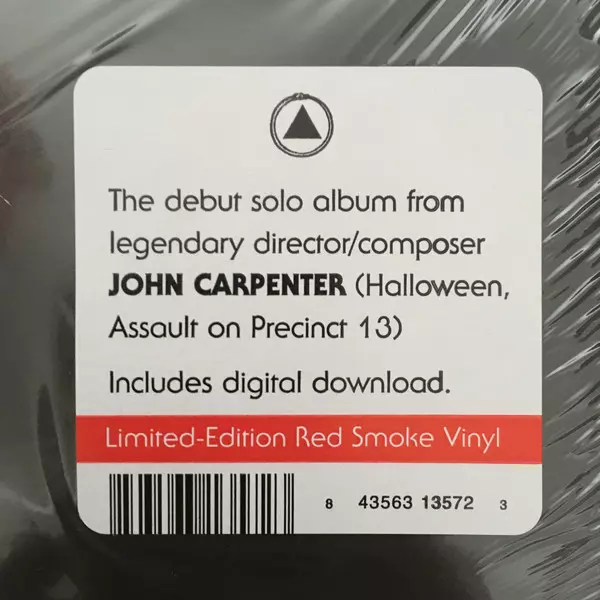 The debut solo album from
legendary director/composer
JOHN CARPENTER (Halloween,
Assault on Precinct 13)
Includes digital download.
Limited-Edition Red Smoke Vinyl
8 43563 13572 3